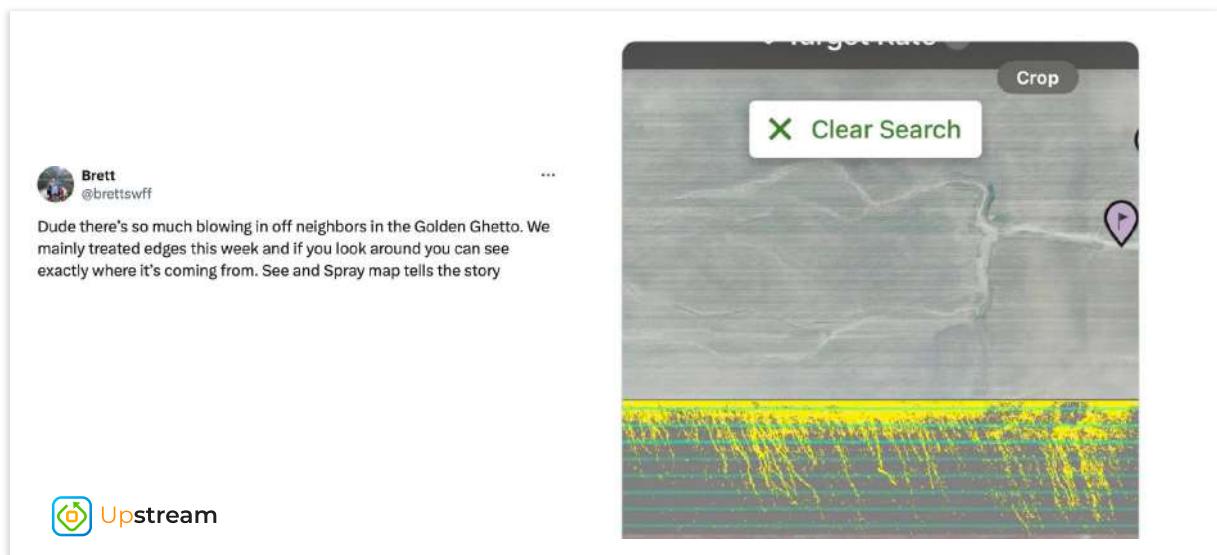 Brett
@brettswff
Dude there's so much blowing in off neighbors in the Golden Ghetto. We
mainly treated edges this week and if you look around you can see
exactly where it's coming from. See and Spray map tells the story
Target Rate
Crop
Clear Search
Upstream